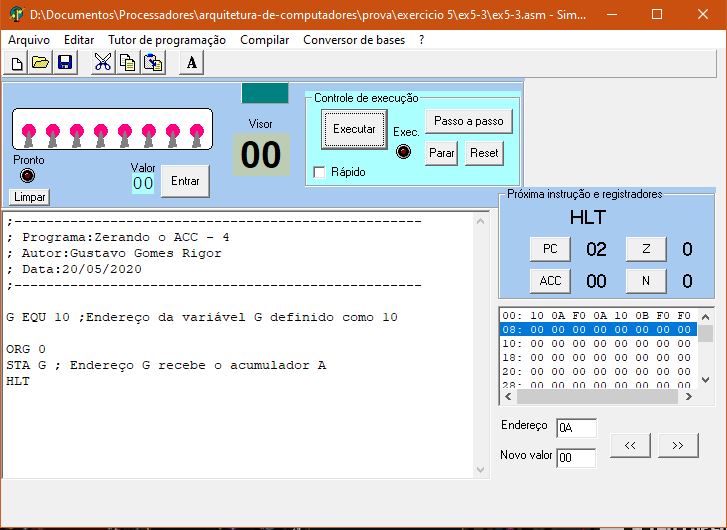 D:\Documentos\Processadores\arquitetura-de-computadores\prova\exercicio 5\ex5-3\ex5-3.asm - Sim...
Arquivo Editar Tutor de programação Compilar Conversor de bases ?
A
Controle de execução
Visor
Executar
Exec.
Passo a passo
Pronto
Valor
00
00
Entrar
Parar
Reset
Rápido
Limpar
Próxima instrução e registradores
HLT
PC 02 Z 0
ACC 00 N 0
;---------------------------------------------------
; Programa:Zerando o ACC - 4
; Autor:Gustavo Gomes Rigor
; Data:20/05/2020
;---------------------------------------------------
G EQU 10 ;Endereço da variável G definido como 10
ORG 0
STA G ; Endereço G recebe o acumulador A
HLT
00: 10 0A F0 0A 10 0B F0 F0
08: 00 00 00 00 00 00 00 00
10: 00 00 00 00 00 00 00 00
18: 00 00 00 00 00 00 00 00
20: 00 00 00 00 00 00 00 00
28: 00 00 00 00 00 00 00 00
Endereço 0A
<< >>
Novo valor 00